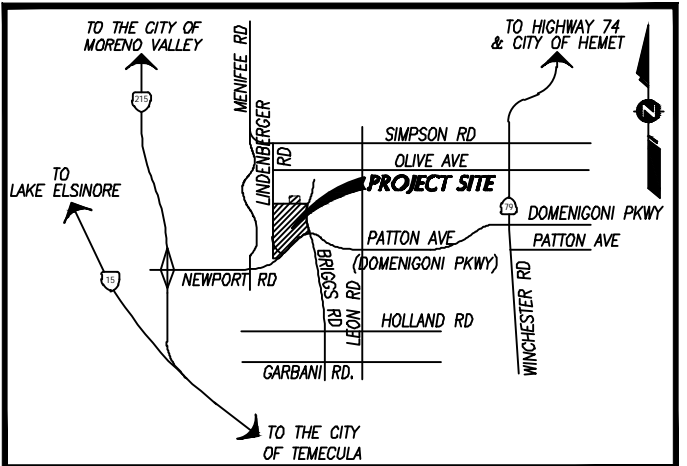 TO THE CITY OF
MORENO VALLEY
TO HIGHWAY 74
& CITY OF HEMET
215
MENIFEE RD
LINDENBERGER
RD
SIMPSON RD
OLIVE AVE
PROJECT SITE
N
TO
LAKE ELSINORE
79
DOMENIGONI PKWY
PATTON AVE
PATTON AVE
(DOMENIGONI PKWY)
15
NEWPORT RD
BRIGGS RD
LEON RD
WINCHESTER RD
HOLLAND RD
GARBANI RD.
TO THE CITY
OF TEMECULA